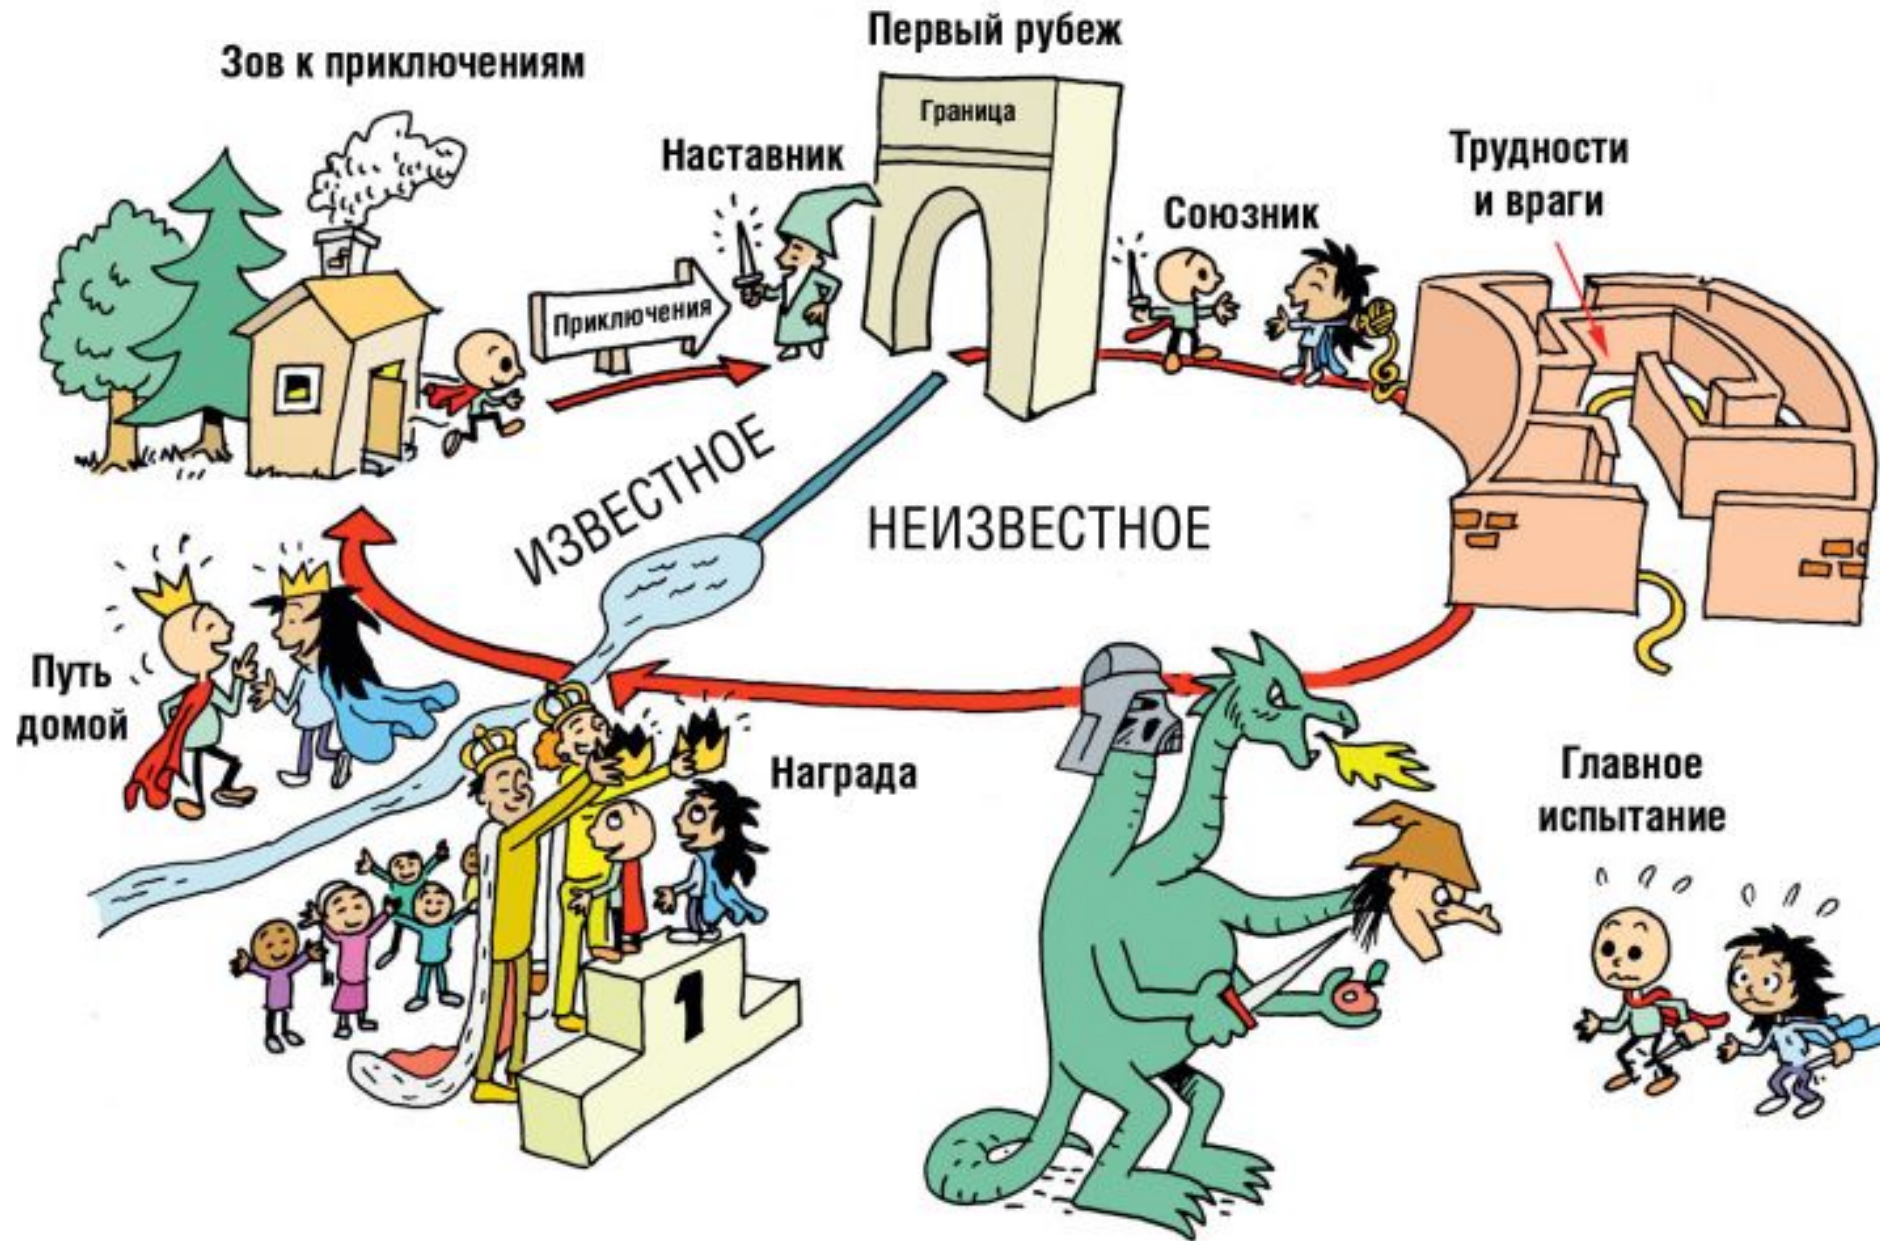 Первый рубеж
Зов к приключениям
Граница
Наставник
Трудности
и враги
Союзник
Приключения
ИЗВЕСТНОЕ
НЕИЗВЕСТНОЕ
Путь
домой
Награда
Главное
испытание
1